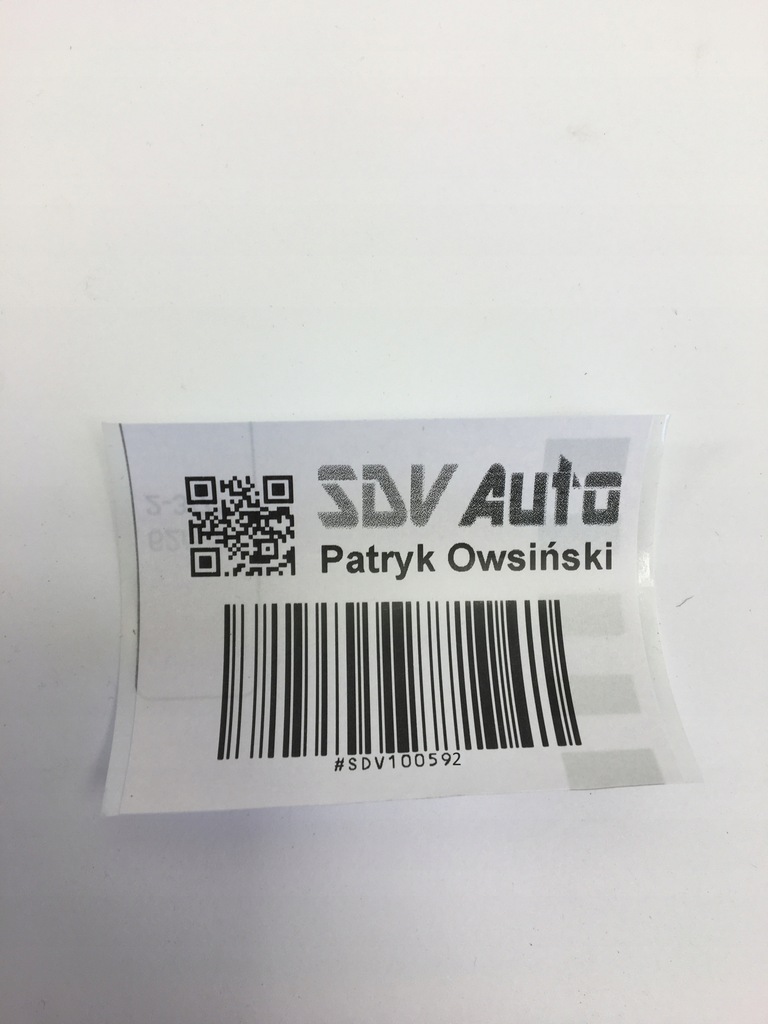 SDV Auto
Patryk Owsiński
#SDV100592